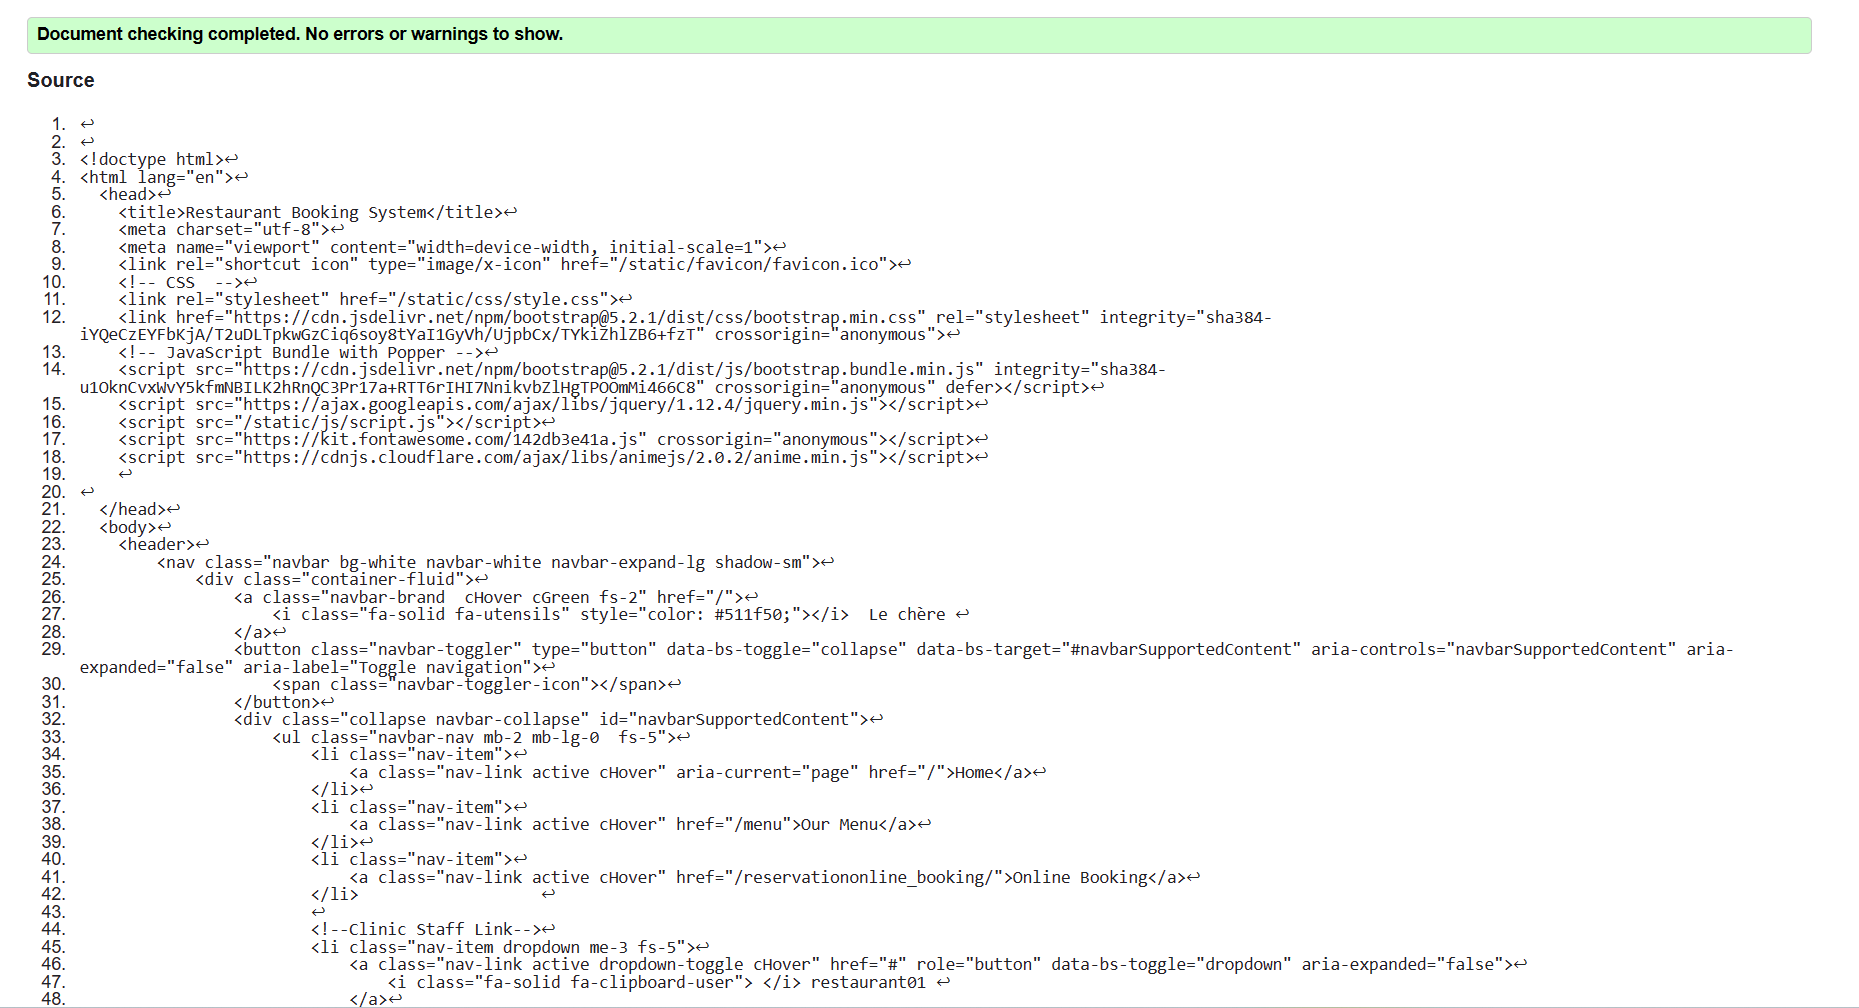 Document checking completed. No errors or warnings to show.
Source
1. ↩
2. ↩
3. <!doctype html>↩
4. <html lang="en">↩
5.   <head>↩
6.     <title>Restaurant Booking System</title>↩
7.     <meta charset="utf-8">↩
8.     <meta name="viewport" content="width=device-width, initial-scale=1">↩
9.     <link rel="shortcut icon" type="image/x-icon" href="/static/favicon/favicon.ico">↩
10.     <!-- CSS  -->↩
11.     <link rel="stylesheet" href="/static/css/style.css">↩
12.     <link href="https://cdn.jsdelivr.net/npm/bootstrap@5.2.1/dist/css/bootstrap.min.css" rel="stylesheet" integrity="sha384-
iYQeCzEYFbKjA/T2uDLTpkwGzCiq6soy8tYaI1GyVh/UjpbCx/TYkiZhlZB6+fzT" crossorigin="anonymous">↩
13.     <!-- JavaScript Bundle with Popper -->↩
14.     <script src="https://cdn.jsdelivr.net/npm/bootstrap@5.2.1/dist/js/bootstrap.bundle.min.js" integrity="sha384-
u1OknCvxWvY5kfmNBILK2hRnQC3Pr17a+RTT6rIHI7NnikvbZlHgTPOOmMi466C8" crossorigin="anonymous" defer></script>↩
15.     <script src="https://ajax.googleapis.com/ajax/libs/jquery/1.12.4/jquery.min.js"></script>↩
16.     <script src="/static/js/script.js"></script>↩
17.     <script src="https://kit.fontawesome.com/142db3e41a.js" crossorigin="anonymous"></script>↩
18.     <script src="https://cdnjs.cloudflare.com/ajax/libs/animejs/2.0.2/anime.min.js"></script>↩
19.     ↩
20. ↩
21.   </head>↩
22.   <body>↩
23.     <header>↩
24.         <nav class="navbar bg-white navbar-white navbar-expand-lg shadow-sm">↩
25.             <div class="container-fluid">↩
26.                 <a class="navbar-brand  cHover cGreen fs-2" href="/">↩
27.                     <i class="fa-solid fa-utensils" style="color: #511f50;"></i>  Le chère ↩
28.                 </a>↩
29.                 <button class="navbar-toggler" type="button" data-bs-toggle="collapse" data-bs-target="#navbarSupportedContent" aria-controls="navbarSupportedContent" aria-
expanded="false" aria-label="Toggle navigation">↩
30.                     <span class="navbar-toggler-icon"></span>↩
31.                 </button>↩
32.                 <div class="collapse navbar-collapse" id="navbarSupportedContent">↩
33.                     <ul class="navbar-nav mb-2 mb-lg-0  fs-5">↩
34.                         <li class="nav-item">↩
35.                             <a class="nav-link active cHover" aria-current="page" href="/">Home</a>↩
36.                         </li>↩
37.                         <li class="nav-item">↩
38.                             <a class="nav-link active cHover" href="/menu">Our Menu</a>↩
39.                         </li>↩
40.                         <li class="nav-item">↩
41.                             <a class="nav-link active cHover" href="/reservationonline_booking/">Online Booking</a>↩
42.                         </li>                   ↩
43.                         ↩
44.                         <!--Clinic Staff Link-->↩
45.                         <li class="nav-item dropdown me-3 fs-5">↩
46.                             <a class="nav-link active dropdown-toggle cHover" href="#" role="button" data-bs-toggle="dropdown" aria-expanded="false">↩
47.                                 <i class="fa-solid fa-clipboard-user"> </i> restaurant01 ↩
48.                             </a>↩